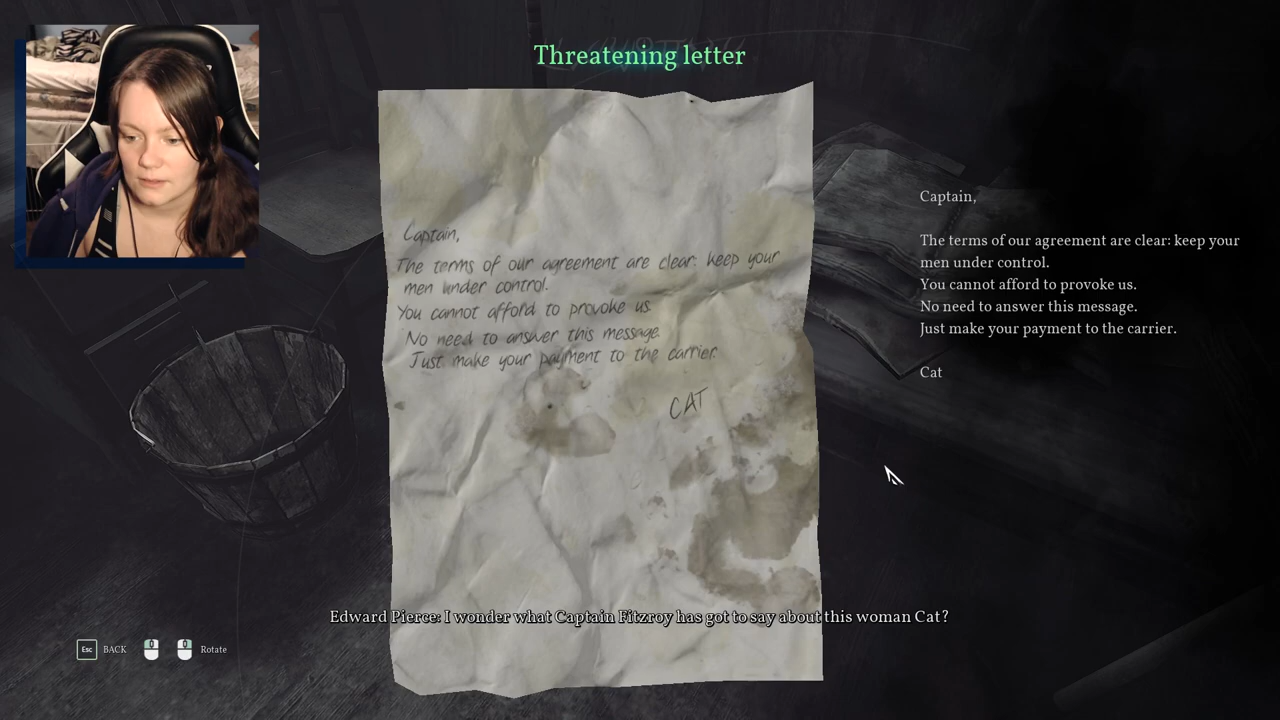 Threatening letter
Captain,
The terms of our agreement are clear: keep your
men under control.
You cannot afford to provoke us.
No need to answer this message.
Just make your payment to the carrier.
CAT
Captain,
The terms of our agreement are clear: keep your
men under control.
You cannot afford to provoke us.
No need to answer this message.
Just make your payment to the carrier.
Cat
Edward Pierce: I wonder what Captain Fitzroy has got to say about this woman Cat?
Esc BACK Rotate